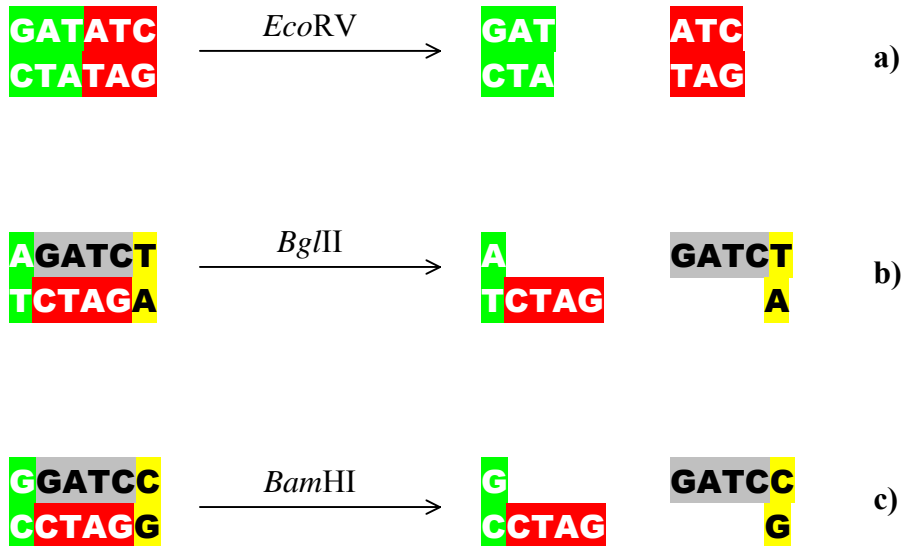 GATATC EcoRV GAT ATC
CTATAG CTA TAG a)
AGATCT BglII A GATCT
TCTAGA TCTAG A b)
GGATCC BamHI G GATCC
CCTAGG CCTAG G c)